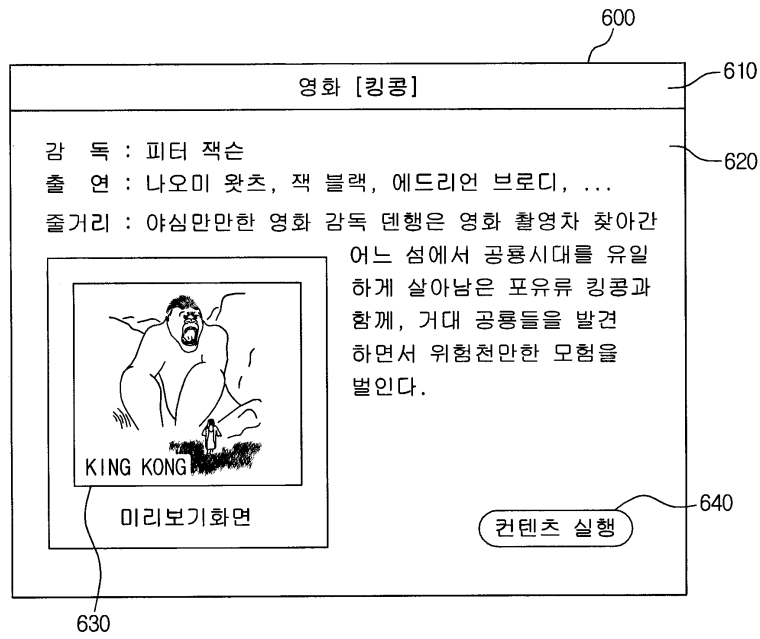 600
영화 [킹콩]
610
감 독 : 피터 잭슨
620
출 연 : 나오미 왓츠, 잭 블랙, 에드리언 브로디, ...
줄거리 : 야심만만한 영화 감독 덴행은 영화 촬영차 찾아간
어느 섬에서 공룡시대를 유일
하게 살아남은 포유류 킹콩과
함께, 거대 공룡들을 발견
하면서 위험천만한 모험을
벌인다.
KING KONG
미리보기화면
640
컨텐츠 실행
630